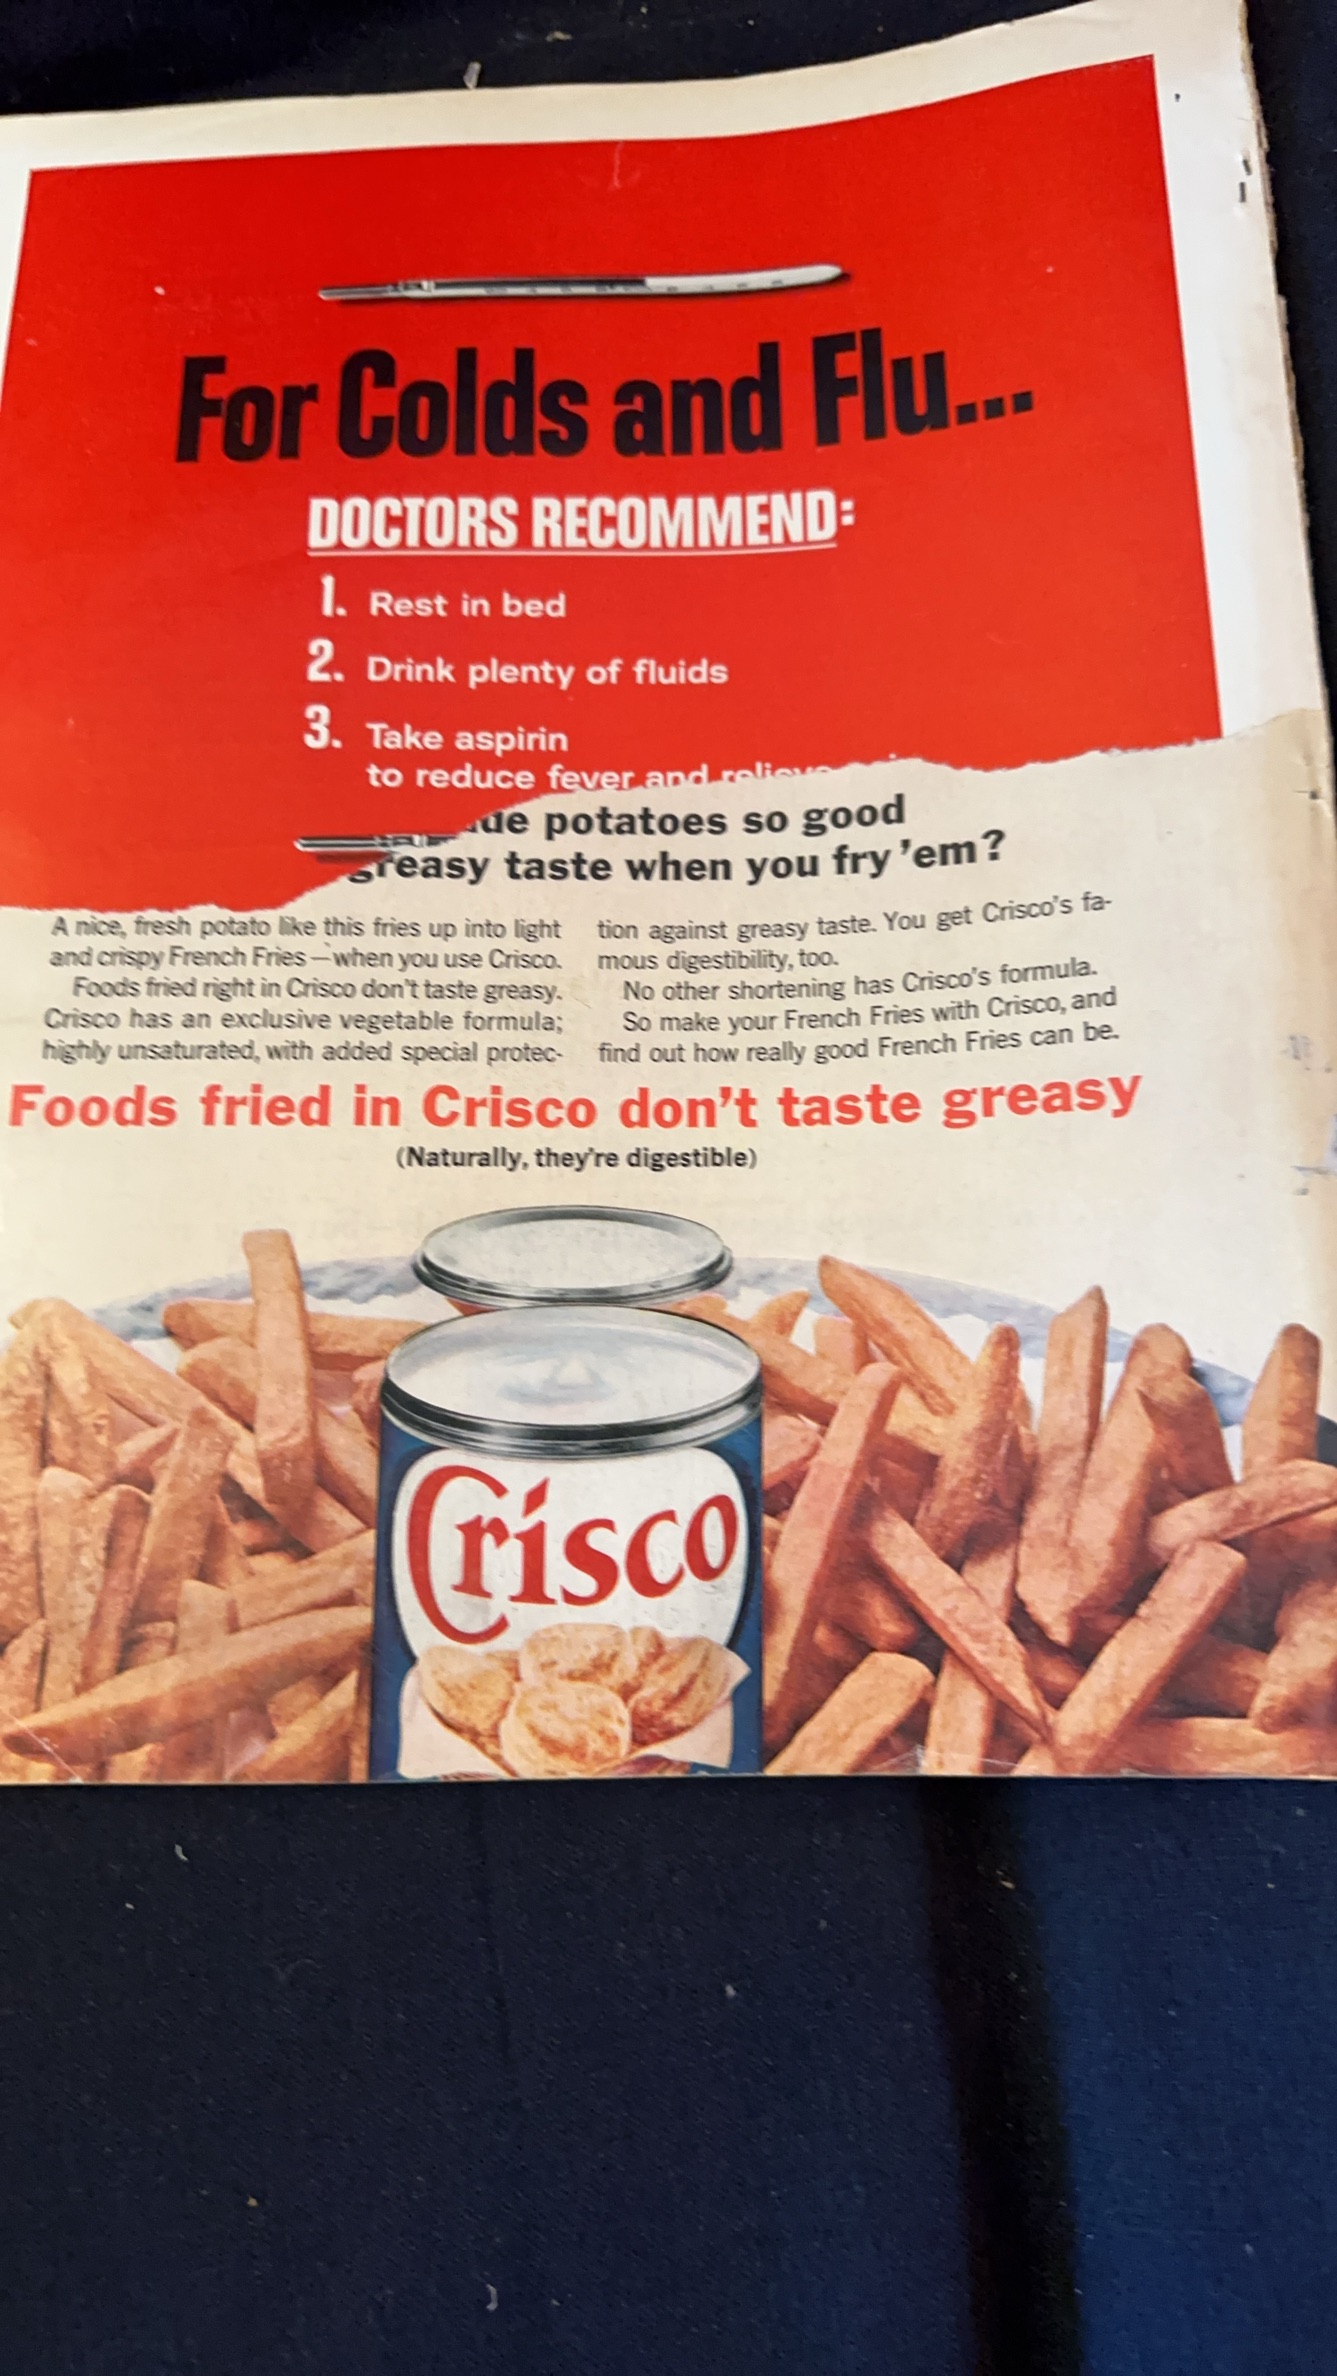 For Colds and Flu...
DOCTORS RECOMMEND:
1. Rest in bed
2. Drink plenty of fluids
3. Take aspirin
to reduce fever and
potatoes so good
greasy taste when you fry 'em?
A nice, fresh potato like this fries up into light
and crispy French Fries—when you use Crisco.
Foods fried right in Crisco don't taste greasy.
Crisco has an exclusive vegetable formula;
highly unsaturated, with added special protec-
tion against greasy taste. You get Crisco's fa-
mous digestibility, too.
No other shortening has Crisco's formula.
So make your French Fries with Crisco, and
find out how really good French Fries can be.
Foods fried in Crisco don't taste greasy
(Naturally, they're digestible)
Crisco